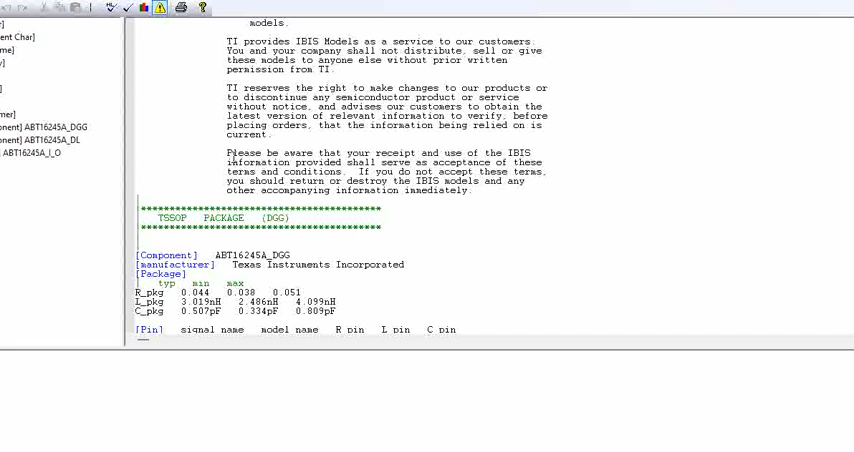 ]
ent Char]
ame]
y]
]
mer]
onent] ABT16245A_DGG
onent] ABT16245A_DL
] ABT16245A_I_O
models.
TI provides IBIS Models as a service to our customers.
You and your company shall not distribute, sell or give
these models to anyone else without prior written
permission from TI.
TI reserves the right to make changes to our products or
to discontinue any semiconductor product or service
without notice, and advises our customers to obtain the
latest version of relevant information to verify, before
placing orders, that the information being relied on is
current.
Please be aware that your receipt and use of the IBIS
information provided shall serve as acceptance of these
terms and conditions. If you do not accept these terms,
you should return or destroy the IBIS models and any
other accompanying information immediately.
|******************************************
| TSSOP PACKAGE (DGG)
|******************************************
|
|
[Component] ABT16245A_DGG
[manufacturer] Texas Instruments Incorporated
[Package]
| typ min max
R_pkg 0.044 0.038 0.051
L_pkg 3.019nH 2.486nH 4.099nH
C_pkg 0.507pF 0.334pF 0.809pF
[Pin] signal_name model_name R_pin L_pin C_pin